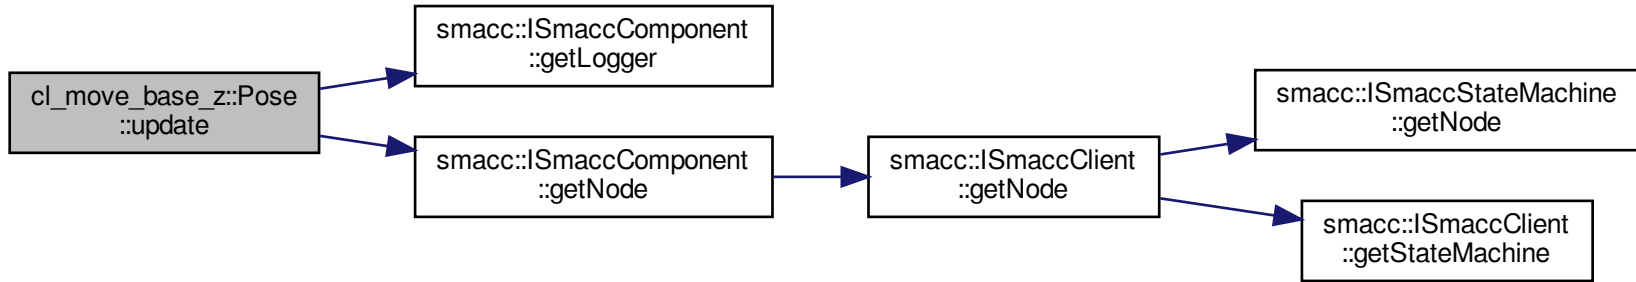 cl_move_base_z::Pose
::update
smacc::ISmaccComponent
::getLogger
smacc::ISmaccComponent
::getNode
smacc::ISmaccClient
::getNode
smacc::ISmaccStateMachine
::getNode
smacc::ISmaccClient
::getStateMachine